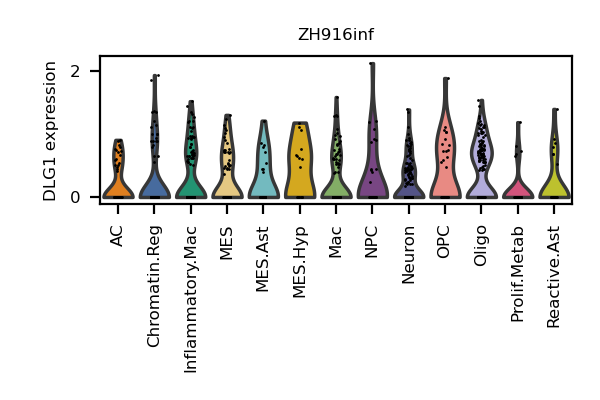 ZH916inf
DLG1 expression
2
0
AC
Chromatin.Reg
Inflammatory.Mac
MES
MES.Ast
MES.Hyp
Mac
NPC
Neuron
OPC
Oligo
Prolif.Metab
Reactive.Ast